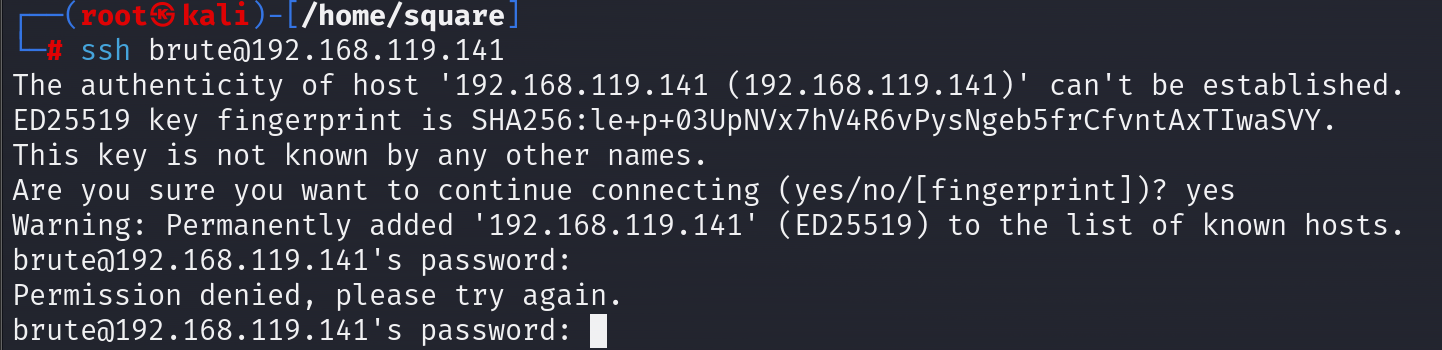 ┌──(root㉿kali)-[/home/square]
└─# ssh brute@192.168.119.141
The authenticity of host '192.168.119.141 (192.168.119.141)' can't be established.
ED25519 key fingerprint is SHA256:le+p+03UpNVx7hV4R6vPysNgeb5frCfvntAxTIwaSVY.
This key is not known by any other names.
Are you sure you want to continue connecting (yes/no/[fingerprint])? yes
Warning: Permanently added '192.168.119.141' (ED25519) to the list of known hosts.
brute@192.168.119.141's password:
Permission denied, please try again.
brute@192.168.119.141's password: